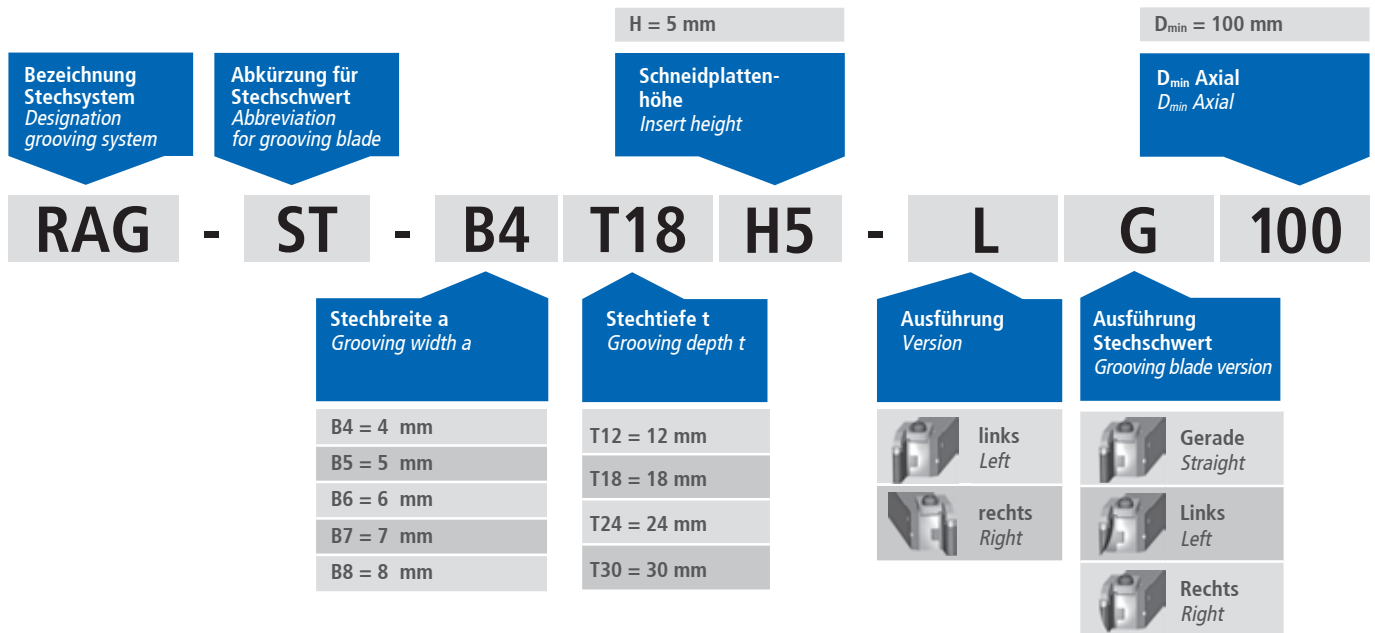 H = 5 mm
Dmin = 100 mm
Bezeichnung
Stechsystem
Designation
grooving system
Abkürzung für
Stechschwert
Abbreviation
for grooving blade
Schneidplatten-
höhe
Insert height
Dmin Axial
Dmin Axial
RAG - ST - B4 T18 H5 - L G 100
Stechbreite a
Grooving width a
B4 = 4 mm
B5 = 5 mm
B6 = 6 mm
B7 = 7 mm
B8 = 8 mm
Stechtiefe t
Grooving depth t
T12 = 12 mm
T18 = 18 mm
T24 = 24 mm
T30 = 30 mm
Ausführung
Version
links
Left
rechts
Right
Ausführung
Stechschwert
Grooving blade version
Gerade
Straight
Links
Left
Rechts
Right